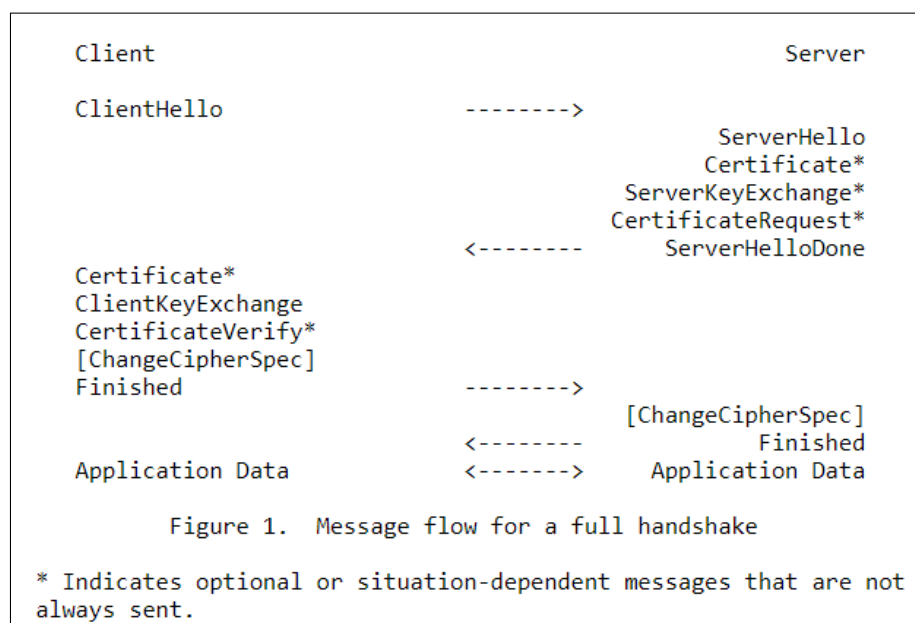 Client Server
ClientHello -------->
ServerHello
Certificate*
ServerKeyExchange*
CertificateRequest*
<-------- ServerHelloDone
Certificate*
ClientKeyExchange
CertificateVerify*
[ChangeCipherSpec]
Finished -------->
[ChangeCipherSpec]
<-------- Finished
Application Data <-------> Application Data
Figure 1. Message flow for a full handshake
* Indicates optional or situation-dependent messages that are not
always sent.